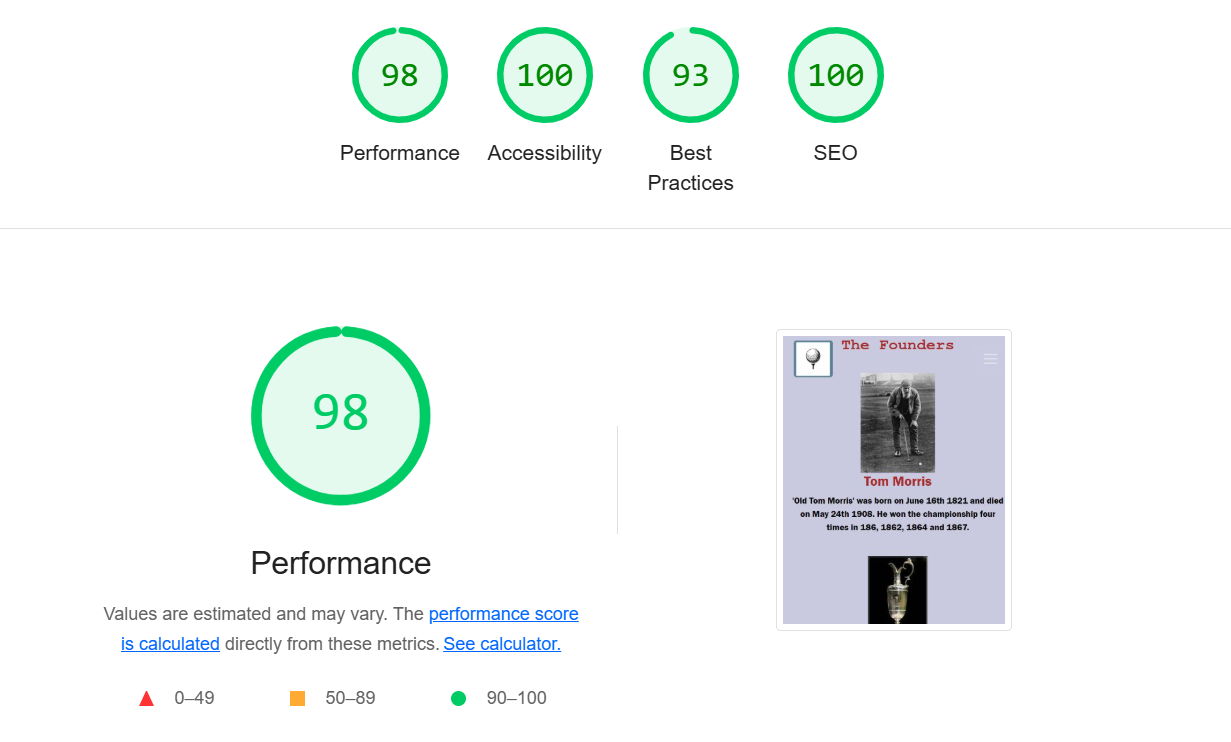 98
100
93
100
Performance
Accessibility
Best
Practices
SEO
98
Performance
Values are estimated and may vary. The performance score
is calculated directly from these metrics. See calculator.
0–49
50–89
90–100
The Founders
Tom Morris
'Old Tom Morris' was born on June 16th 1821 and died
on May 24th 1908. He won the championship four
times in 186, 1862, 1864 and 1867.